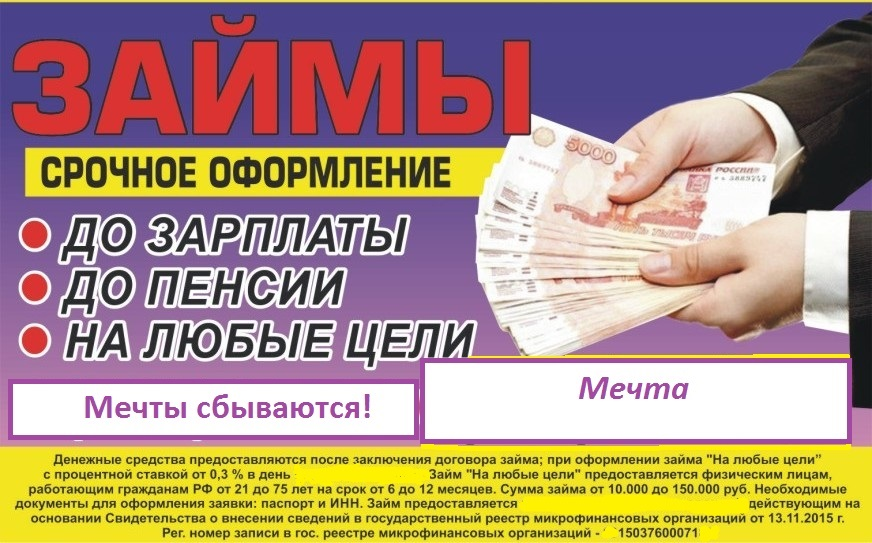 ЗАЙМЫ
СРОЧНОЕ ОФОРМЛЕНИЕ
ДО ЗАРПЛАТЫ
ДО ПЕНСИИ
НА ЛЮБЫЕ ЦЕЛИ
5000
5889747
РОССИИ
5889747
Мечты сбываются!
Мечта
Денежные средства предоставляются после заключения договора займа; при оформлении займа "На любые цели"
с процентной ставкой от 0,3 % в день Займ "На любые цели" предоставляется физическим лицам,
работающим гражданам РФ от 21 до 75 лет на срок от 6 до 12 месяцев. Сумма займа от 10.000 до 150.000 руб. Необходимые
документы для оформления заявки: паспорт и ИНН. Займ предоставляется действующим на
основании Свидетельства о внесении сведений в государственный реестр микрофинансовых организаций от 13.11.2015 г.
Рег. номер записи в гос. реестре микрофинансовых организаций - 15037600071